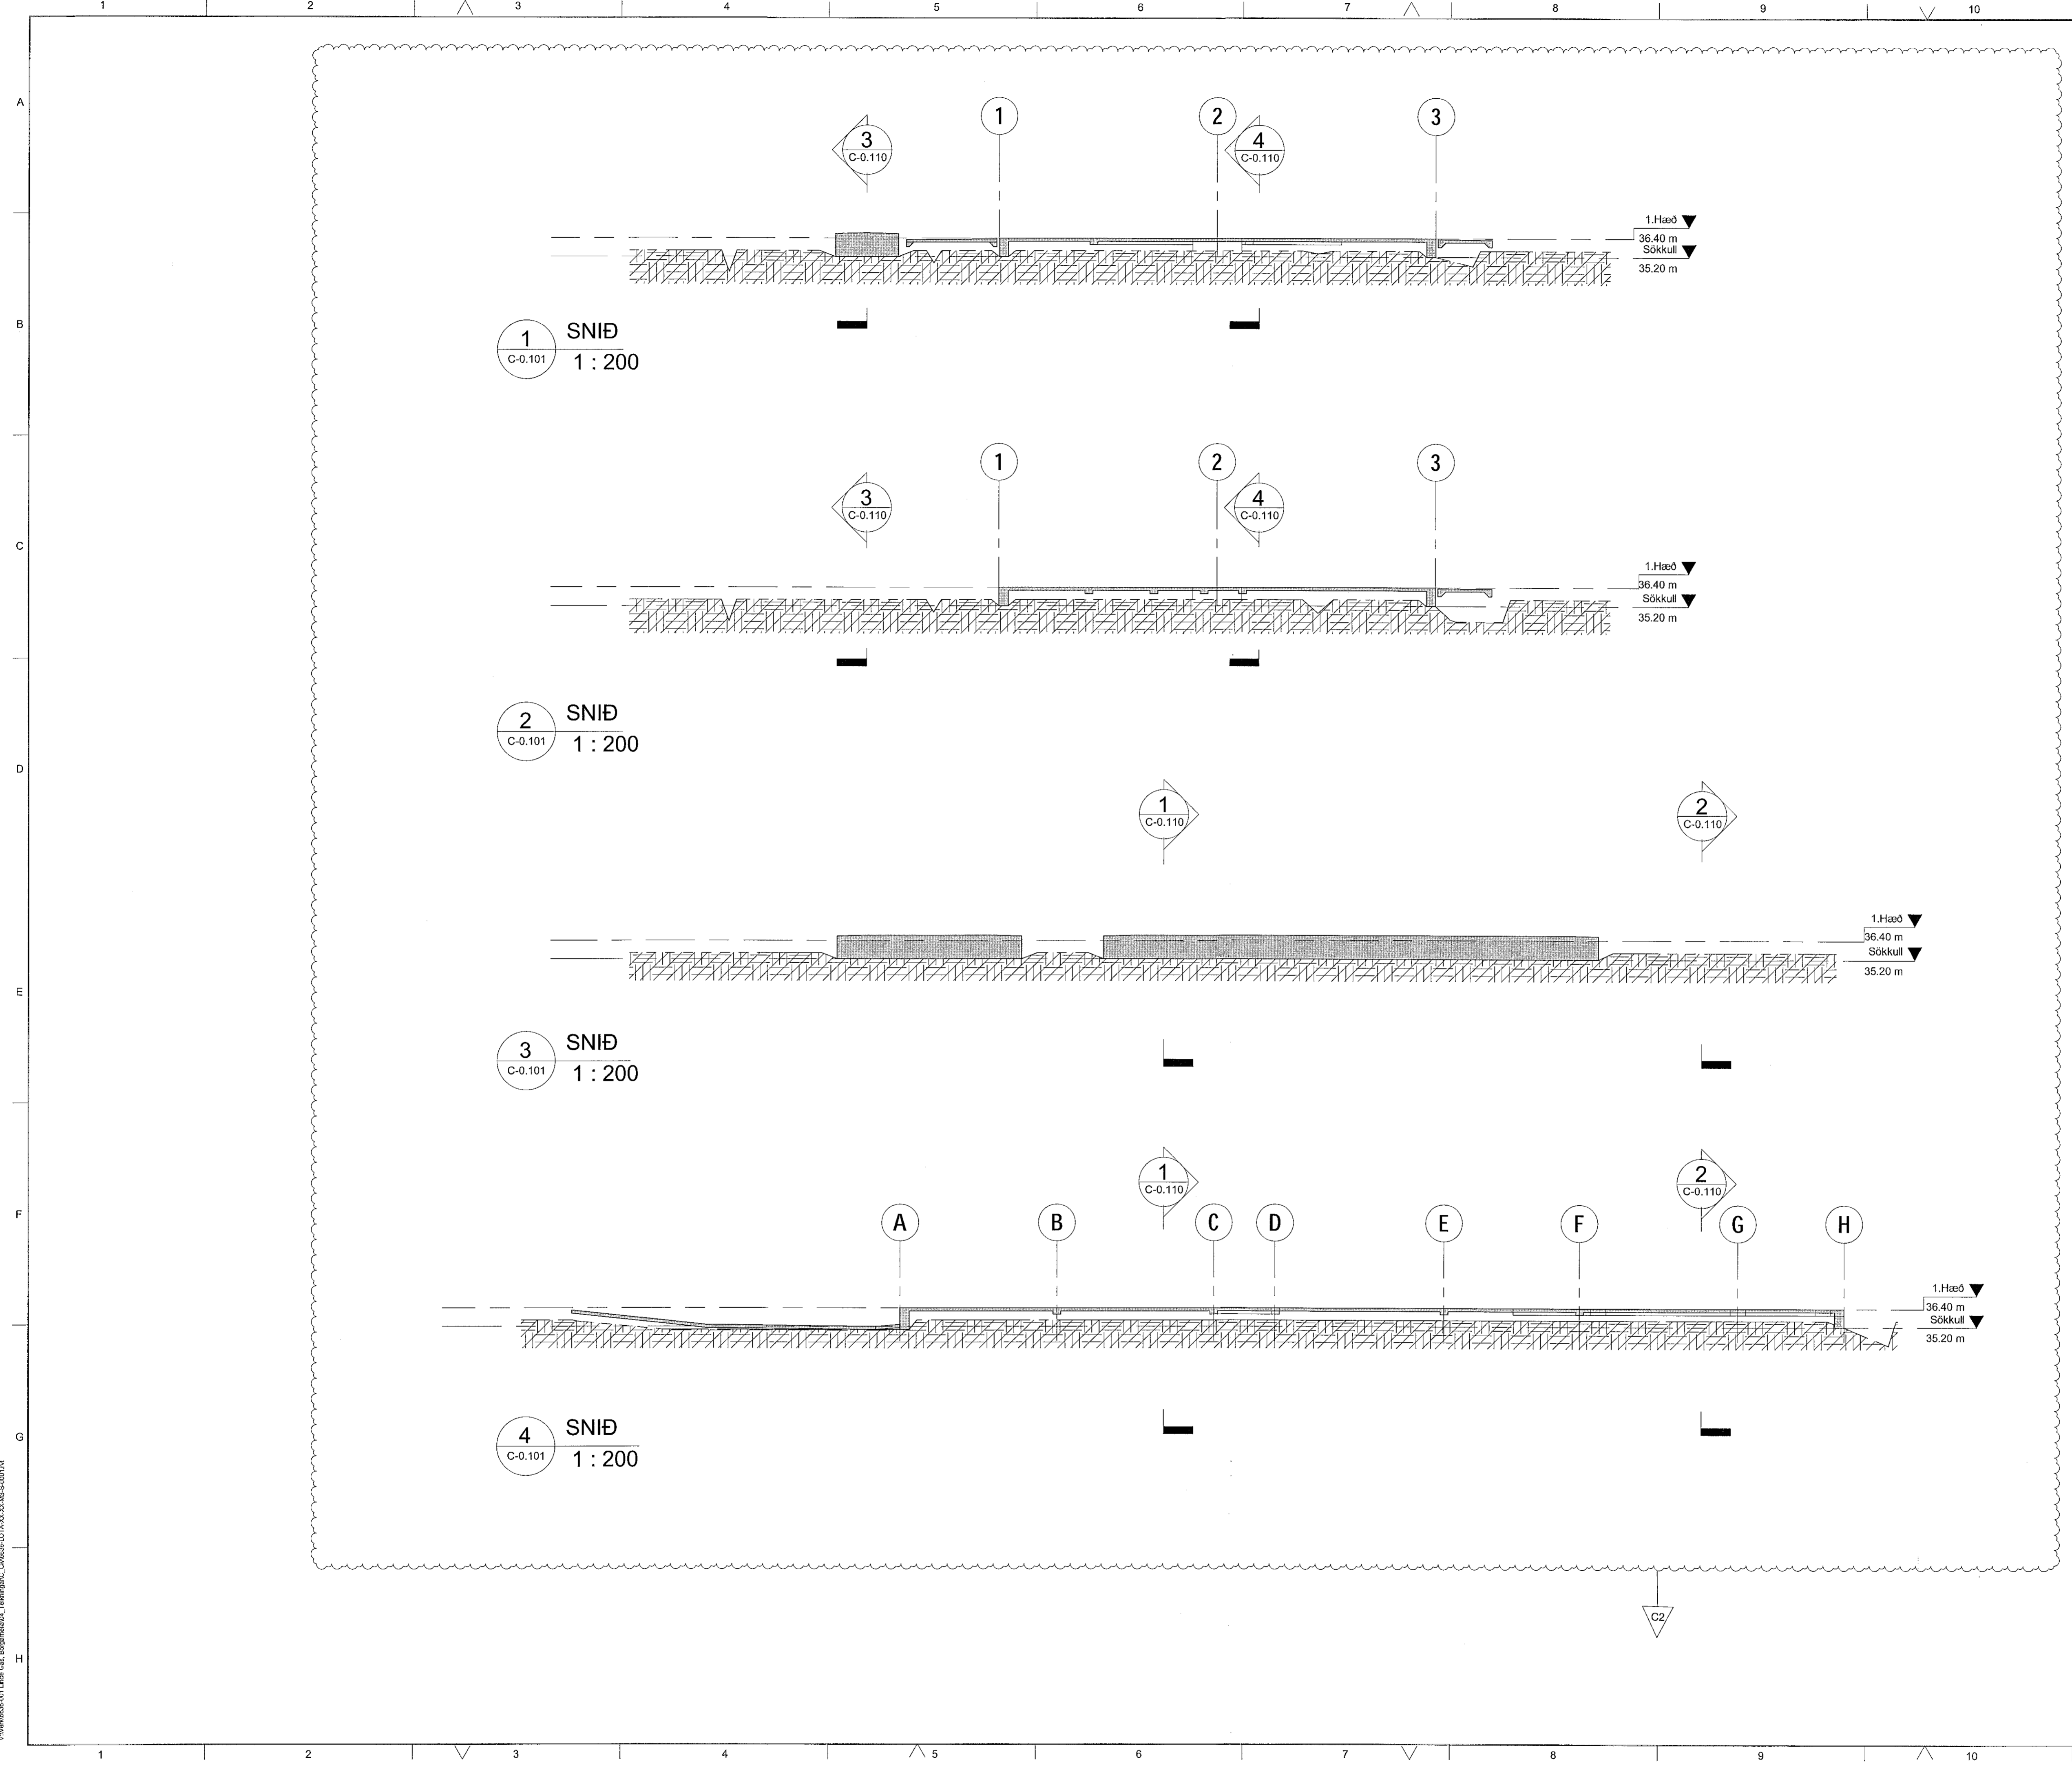 1 2 3 4 5 6 7 8 9 10
A
1 2 3
3
C-0.110
4
C-0.110
1.Hæð
36.40 m
Sökkull
35.20 m
B
1
C-0.101
SNIÐ
1 : 200
1 2 3
3
C-0.110
4
C-0.110
C
1.Hæð
36.40 m
Sökkull
35.20 m
2
C-0.101
SNIÐ
1 : 200
D
1
C-0.110
2
C-0.110
1.Hæð
36.40 m
Sökkull
35.20 m
E
3
C-0.101
SNIÐ
1 : 200
1
C-0.110
2
C-0.110
F
A B C D E F G H
1.Hæð
36.40 m
Sökkull
35.20 m
G
4
C-0.101
SNIÐ
1 : 200
C2
H
1 2 3 4 5 6 7 8 9 10